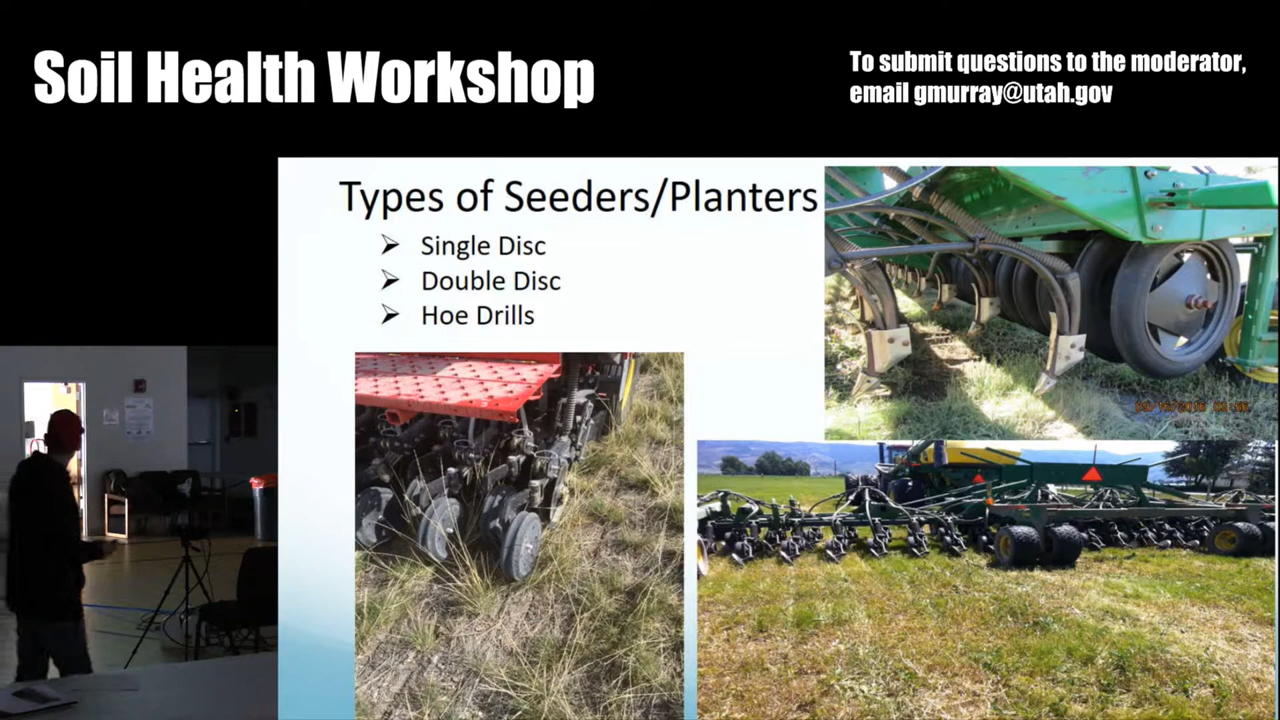 Soil Health Workshop
To submit questions to the moderator,
email gmurray@utah.gov
Types of Seeders/Planters
Single Disc
Double Disc
Hoe Drills